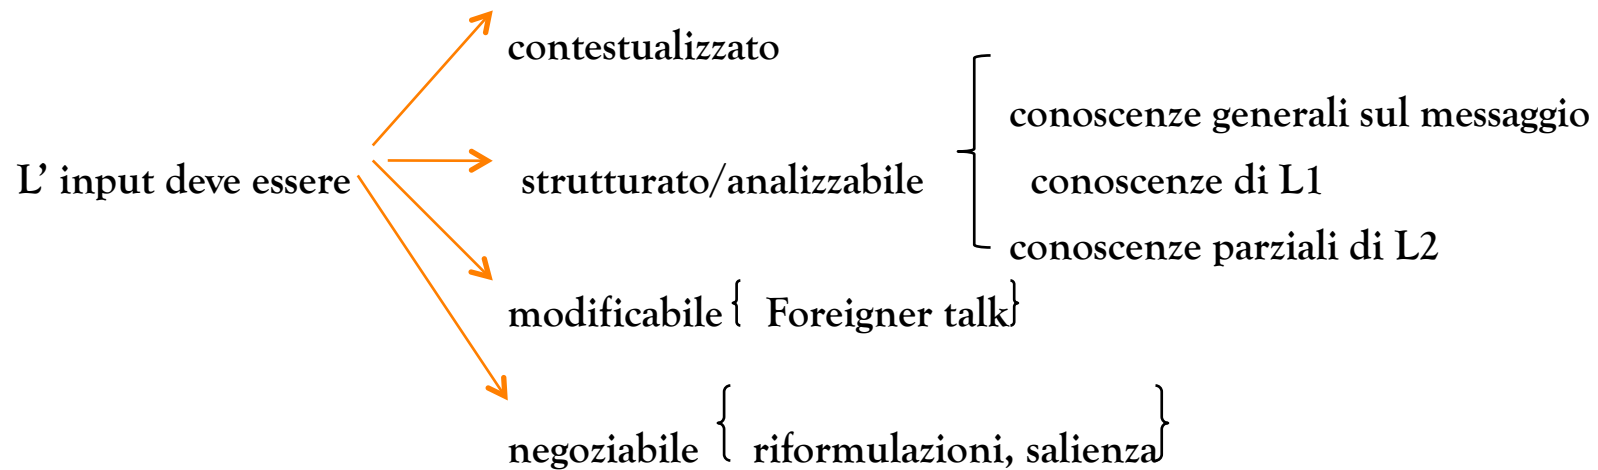 contestualizzato
conoscenze generali sul messaggio
L’ input deve essere strutturato/analizzabile conoscenze di L1
conoscenze parziali di L2
modificabile { Foreigner talk}
negoziabile { riformulazioni, salienza}